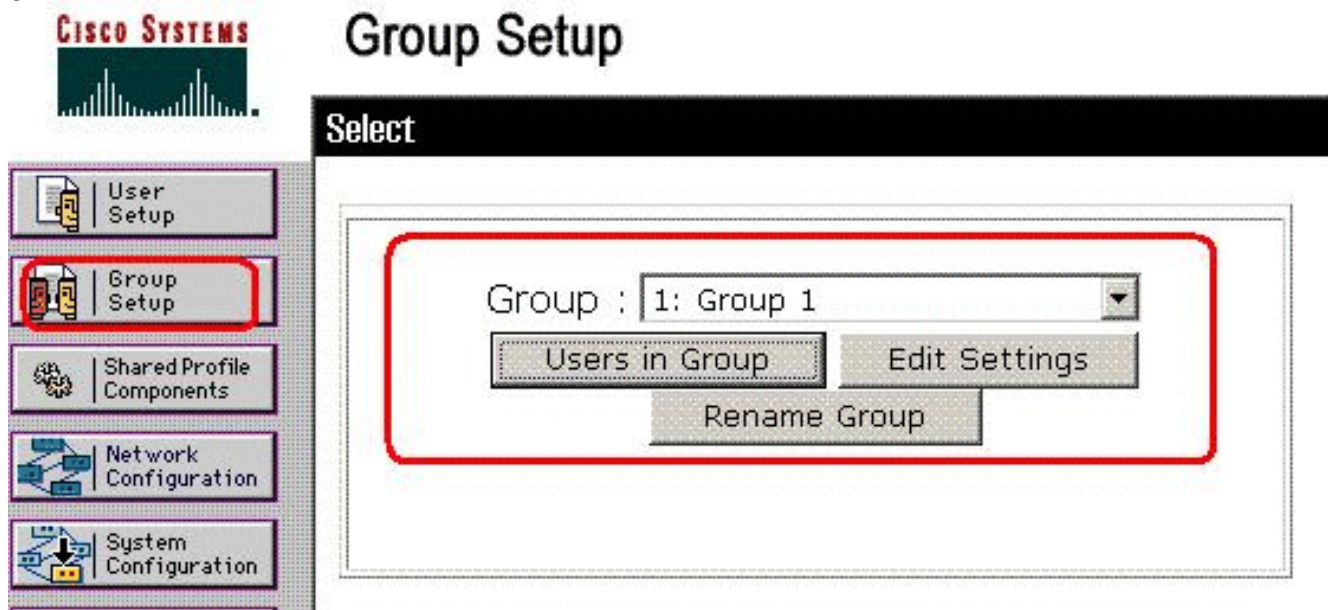 CISCO SYSTEMS
Group Setup
Select
User
Setup
Group
Setup
Shared Profile
Components
Network
Configuration
System
Configuration
Group : 1: Group 1
Users in Group
Edit Settings
Rename Group